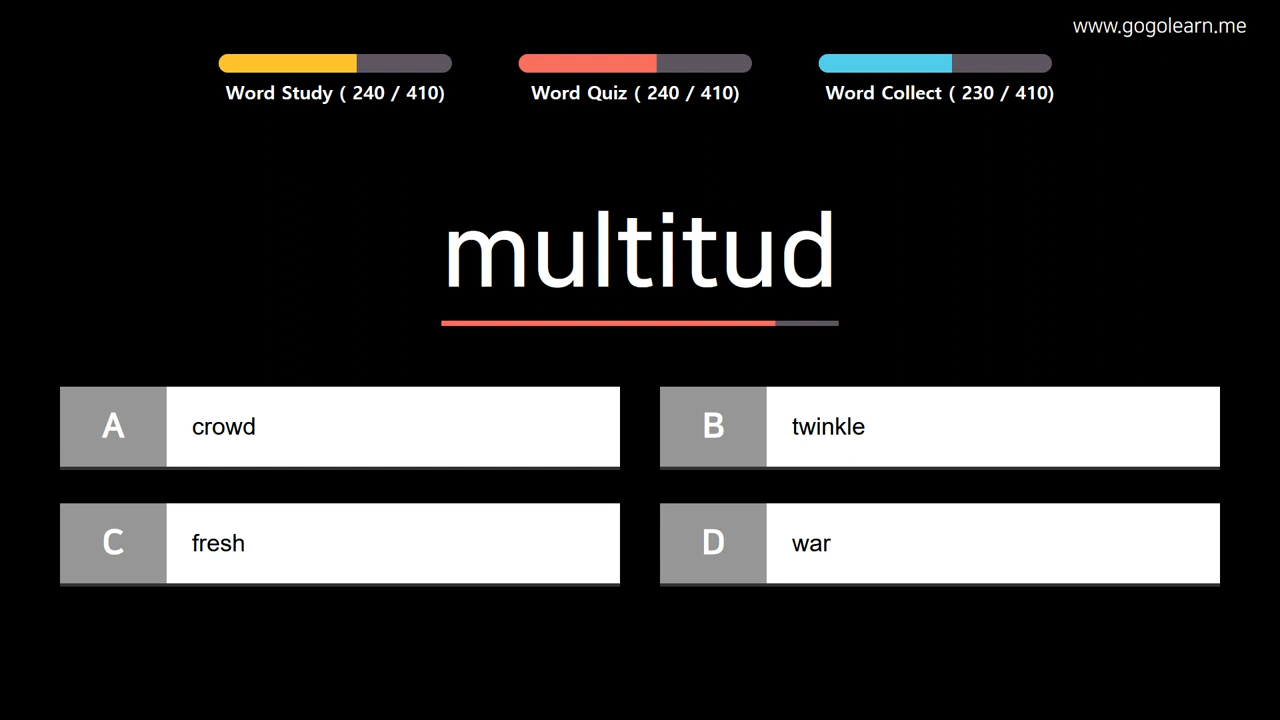 www.gogolearn.me
Word Study ( 240 / 410)
Word Quiz ( 240 / 410)
Word Collect ( 230 / 410)
multitud
A
crowd
B
twinkle
C
fresh
D
war